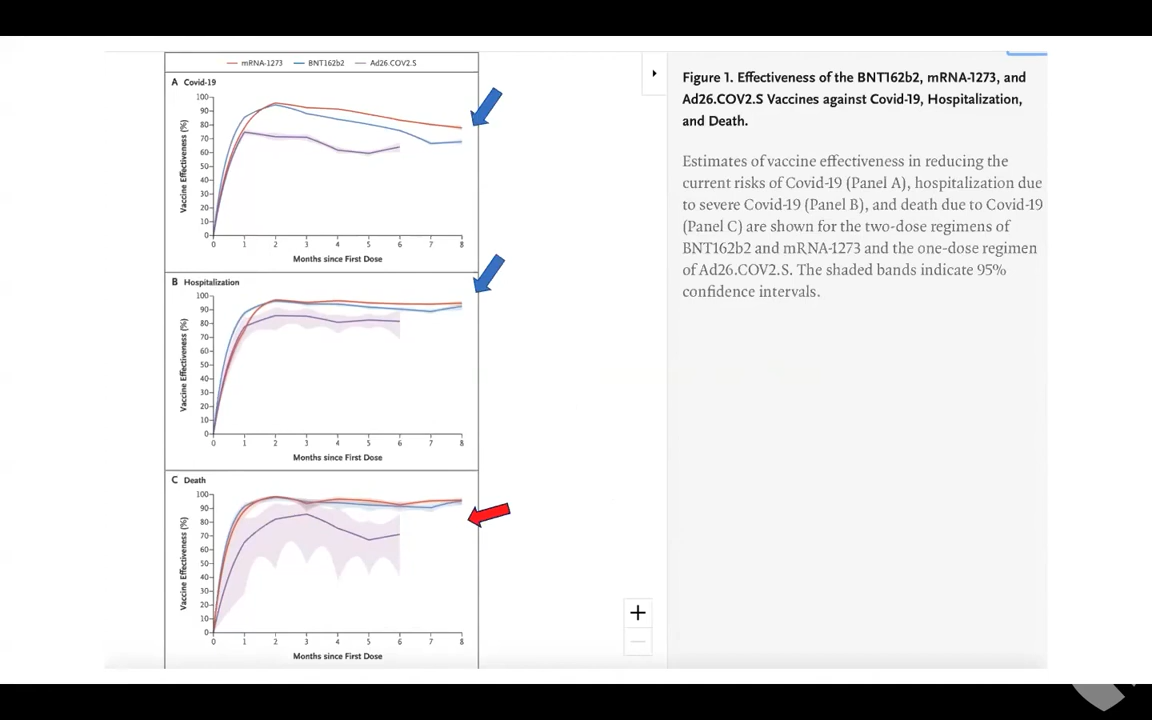 mRNA-1273 BNT162b2 Ad26.COV2.S
A Covid-19
Vaccine Effectiveness (%)
100
90
80
70
60
50
40
30
20
10
0
0 1 2 3 4 5 6 7 8
Months since First Dose
B Hospitalization
Vaccine Effectiveness (%)
100
90
80
70
60
50
40
30
20
10
0
0 1 2 3 4 5 6 7 8
Months since First Dose
C Death
Vaccine Effectiveness (%)
100
90
80
70
60
50
40
30
20
10
0
0 1 2 3 4 5 6 7 8
Months since First Dose
Figure 1. Effectiveness of the BNT162b2, mRNA-1273, and
Ad26.COV2.S Vaccines against Covid-19, Hospitalization,
and Death.
Estimates of vaccine effectiveness in reducing the
current risks of Covid-19 (Panel A), hospitalization due
to severe Covid-19 (Panel B), and death due to Covid-19
(Panel C) are shown for the two-dose regimens of
BNT162b2 and mRNA-1273 and the one-dose regimen
of Ad26.COV2.S. The shaded bands indicate 95%
confidence intervals.